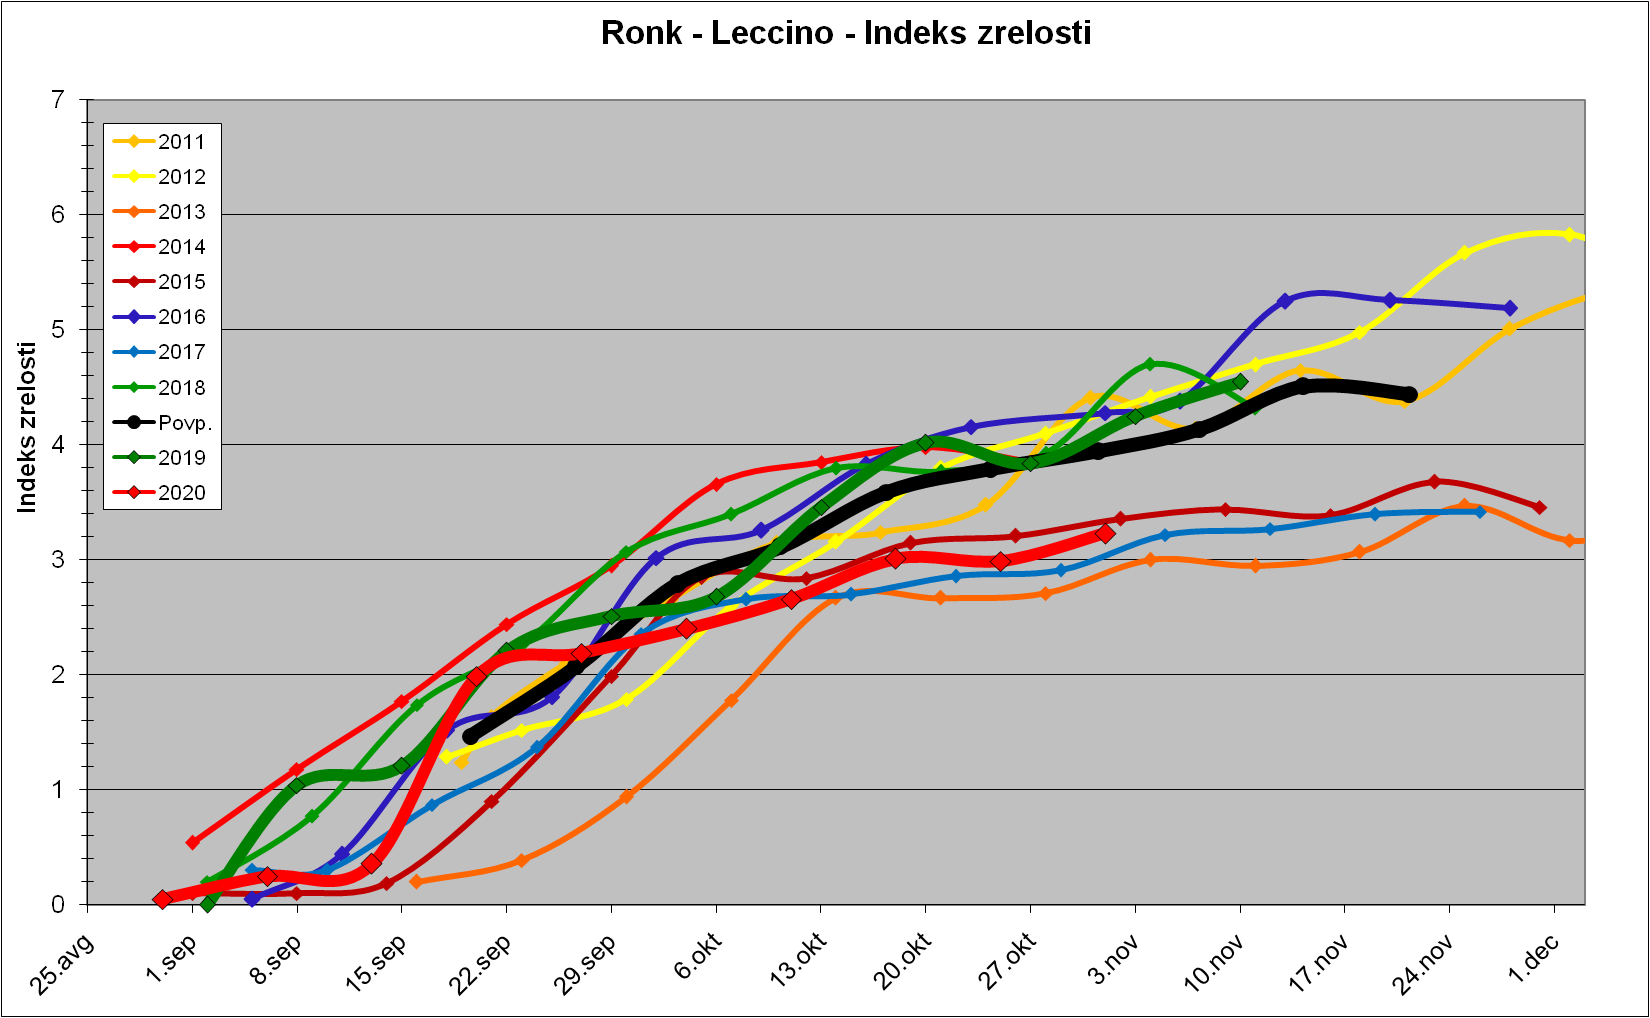 Ronk - Leccino - Indeks zrelosti
7
6
5
4
3
2
1
0
Indeks zrelosti
2011
2012
2013
2014
2015
2016
2017
2018
Povp.
2019
2020
25.avg
1.sep
8.sep
15.sep
22.sep
29.sep
6.okt
13.okt
20.okt
27.okt
3.nov
10.nov
17.nov
24.nov
1.dec